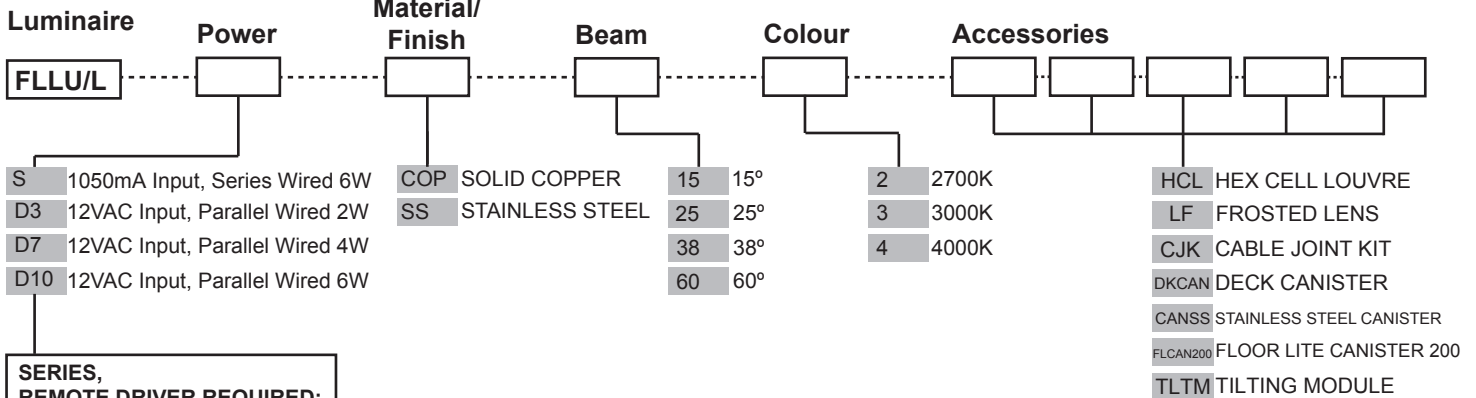 Luminaire
Power
Material/
Finish
Beam
Colour
Accessories
FLLU/L
S 1050mA Input, Series Wired 6W
D3 12VAC Input, Parallel Wired 2W
D7 12VAC Input, Parallel Wired 4W
D10 12VAC Input, Parallel Wired 6W
COP SOLID COPPER
SS STAINLESS STEEL
15 15º
25 25º
38 38º
60 60º
2 2700K
3 3000K
4 4000K
HCL HEX CELL LOUVRE
LF FROSTED LENS
CJK CABLE JOINT KIT
DKCAN DECK CANISTER
CANSS STAINLESS STEEL CANISTER
FLCAN200 FLOOR LITE CANISTER 200
TLTM TILTING MODULE
SERIES,
REMOTE DRIVER REQUIRED: